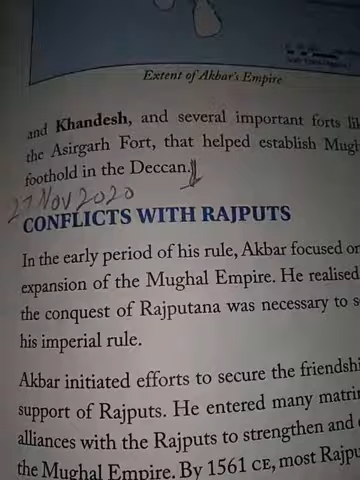 Extent of Akbar's Empire
and Khandesh, and several important forts
the Asirgarh Fort, that helped establish
foothold in the Deccan.
27 Nov 2020
CONFLICTS WITH RAJPUTS
In the early period of his rule, Akbar focused on
expansion of the Mughal Empire. He realised
the conquest of Rajputana was necessary to
his imperial rule.
Akbar initiated efforts to secure the
support of Rajputs. He entered many
alliances with the Rajputs to strengthen and
the Mughal Empire. By 1561 CE, most